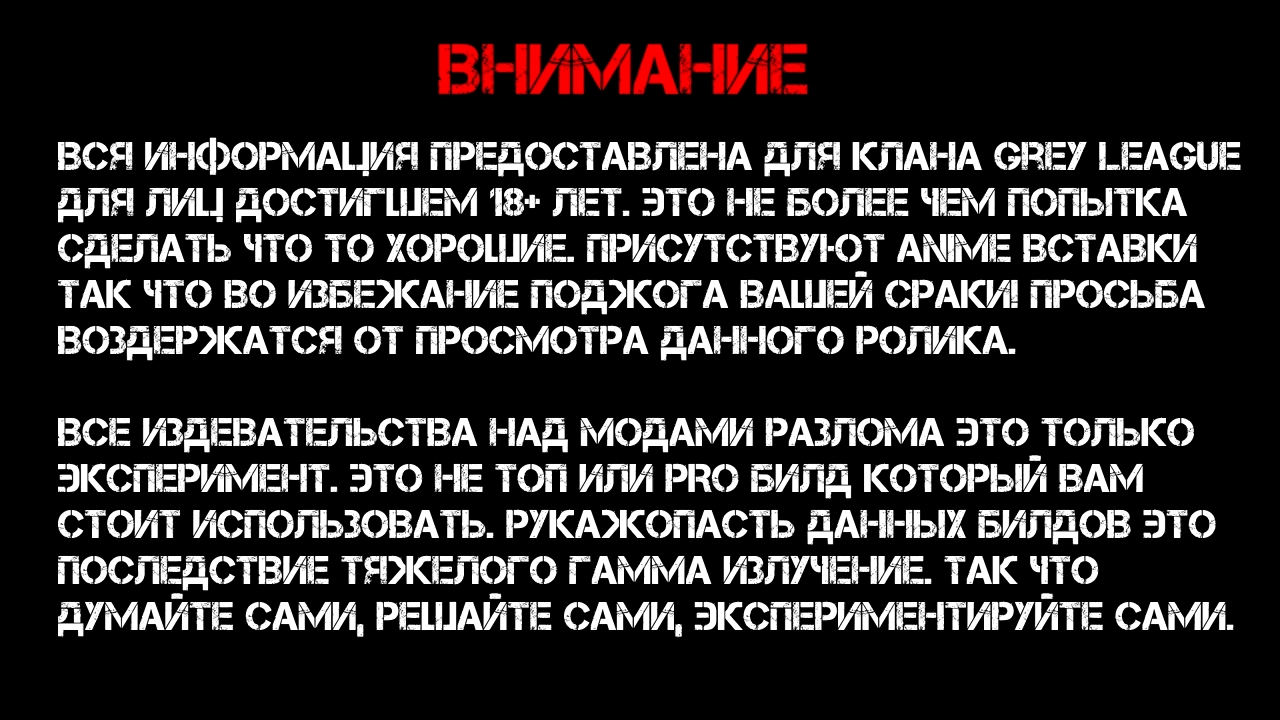 ВНИМАНИЕ
ВСЯ ИНФОРМАЦИЯ ПРЕДОСТАВЛЕНА ДЛЯ КЛАНА GREY LEAGUE
ДЛЯ ЛИЦ ДОСТИГШЕМ 18+ ЛЕТ. ЭТО НЕ БОЛЕЕ ЧЕМ ПОПЫТКА
СДЕЛАТЬ ЧТО ТО ХОРОШИЕ. ПРИСУТСТВУЮТ ANIME ВСТАВКИ
ТАК ЧТО ВО ИЗБЕЖАНИЕ ПОДЖОГА ВАШЕЙ СРАКИ! ПРОСЬБА
ВОЗДЕРЖАТСЯ ОТ ПРОСМОТРА ДАННОГО РОЛИКА.
ВСЕ ИЗДЕВАТЕЛЬСТВА НАД МОДАМИ РАЗЛОМА ЭТО ТОЛЬКО
ЭКСПЕРИМЕНТ. ЭТО НЕ ТОП ИЛИ PRO БИЛД КОТОРЫЙ ВАМ
СТОИТ ИСПОЛЬЗОВАТЬ. РУКАЖОПАСТЬ ДАННЫХ БИЛДОВ ЭТО
ПОСЛЕДСТВИЕ ТЯЖЕЛОГО ГАММА ИЗЛУЧЕНИЕ. ТАК ЧТО
ДУМАЙТЕ САМИ, РЕШАЙТЕ САМИ, ЭКСПЕРИМЕНТИРУЙТЕ САМИ.